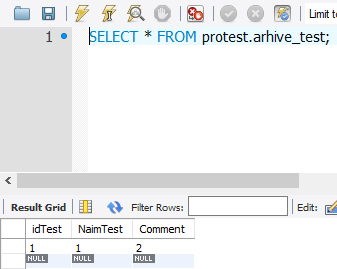 Limit to
1
SELECT * FROM protest.arhive_test;
Result Grid
Filter Rows:
Edit:
idTest NaimTest Comment
1 1 2
NULL NULL NULL